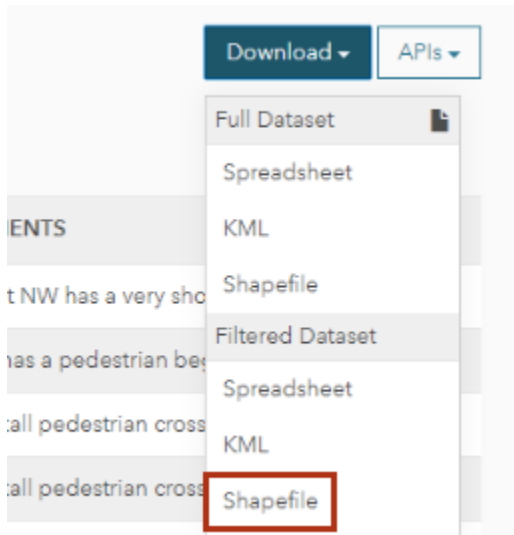 Download
APIs
Full Dataset
Spreadsheet
KML
Shapefile
Filtered Dataset
Spreadsheet
KML
Shapefile
ENTS
t NW has a very sho
has a pedestrian beg
tall pedestrian cross
tall pedestrian cross